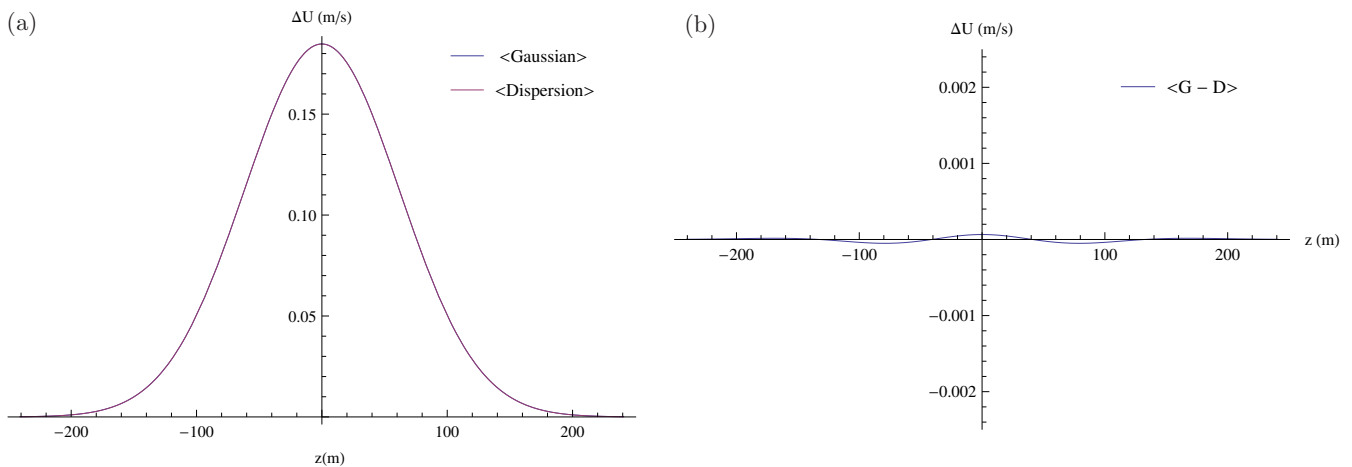 (a)
ΔU (m/s)
<Gaussian>
<Dispersion>
0.15
0.10
0.05
−200
−100
100
200
z(m)
(b)
ΔU (m/s)
0.002
<G − D>
0.001
−200
−100
100
200
z (m)
−0.001
−0.002